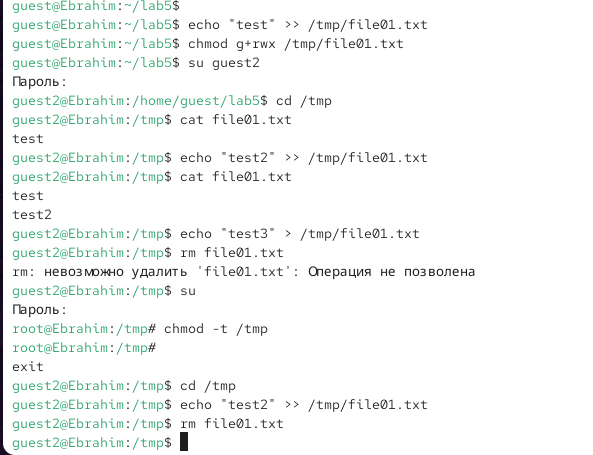 guest@Ebrahim:~/lab5$
guest@Ebrahim:~/lab5$ echo "test" >> /tmp/file01.txt
guest@Ebrahim:~/lab5$ chmod g+rwx /tmp/file01.txt
guest@Ebrahim:~/lab5$ su guest2
Пароль:
guest2@Ebrahim:/home/guest/lab5$ cd /tmp
guest2@Ebrahim:/tmp$ cat file01.txt
test
guest2@Ebrahim:/tmp$ echo "test2" >> /tmp/file01.txt
guest2@Ebrahim:/tmp$ cat file01.txt
test
test2
guest2@Ebrahim:/tmp$ echo "test3" > /tmp/file01.txt
guest2@Ebrahim:/tmp$ rm file01.txt
rm: невозможно удалить 'file01.txt': Операция не позволена
guest2@Ebrahim:/tmp$ su
Пароль:
root@Ebrahim:/tmp# chmod -t /tmp
root@Ebrahim:/tmp#
exit
guest2@Ebrahim:/tmp$ cd /tmp
guest2@Ebrahim:/tmp$ echo "test2" >> /tmp/file01.txt
guest2@Ebrahim:/tmp$ rm file01.txt
guest2@Ebrahim:/tmp$